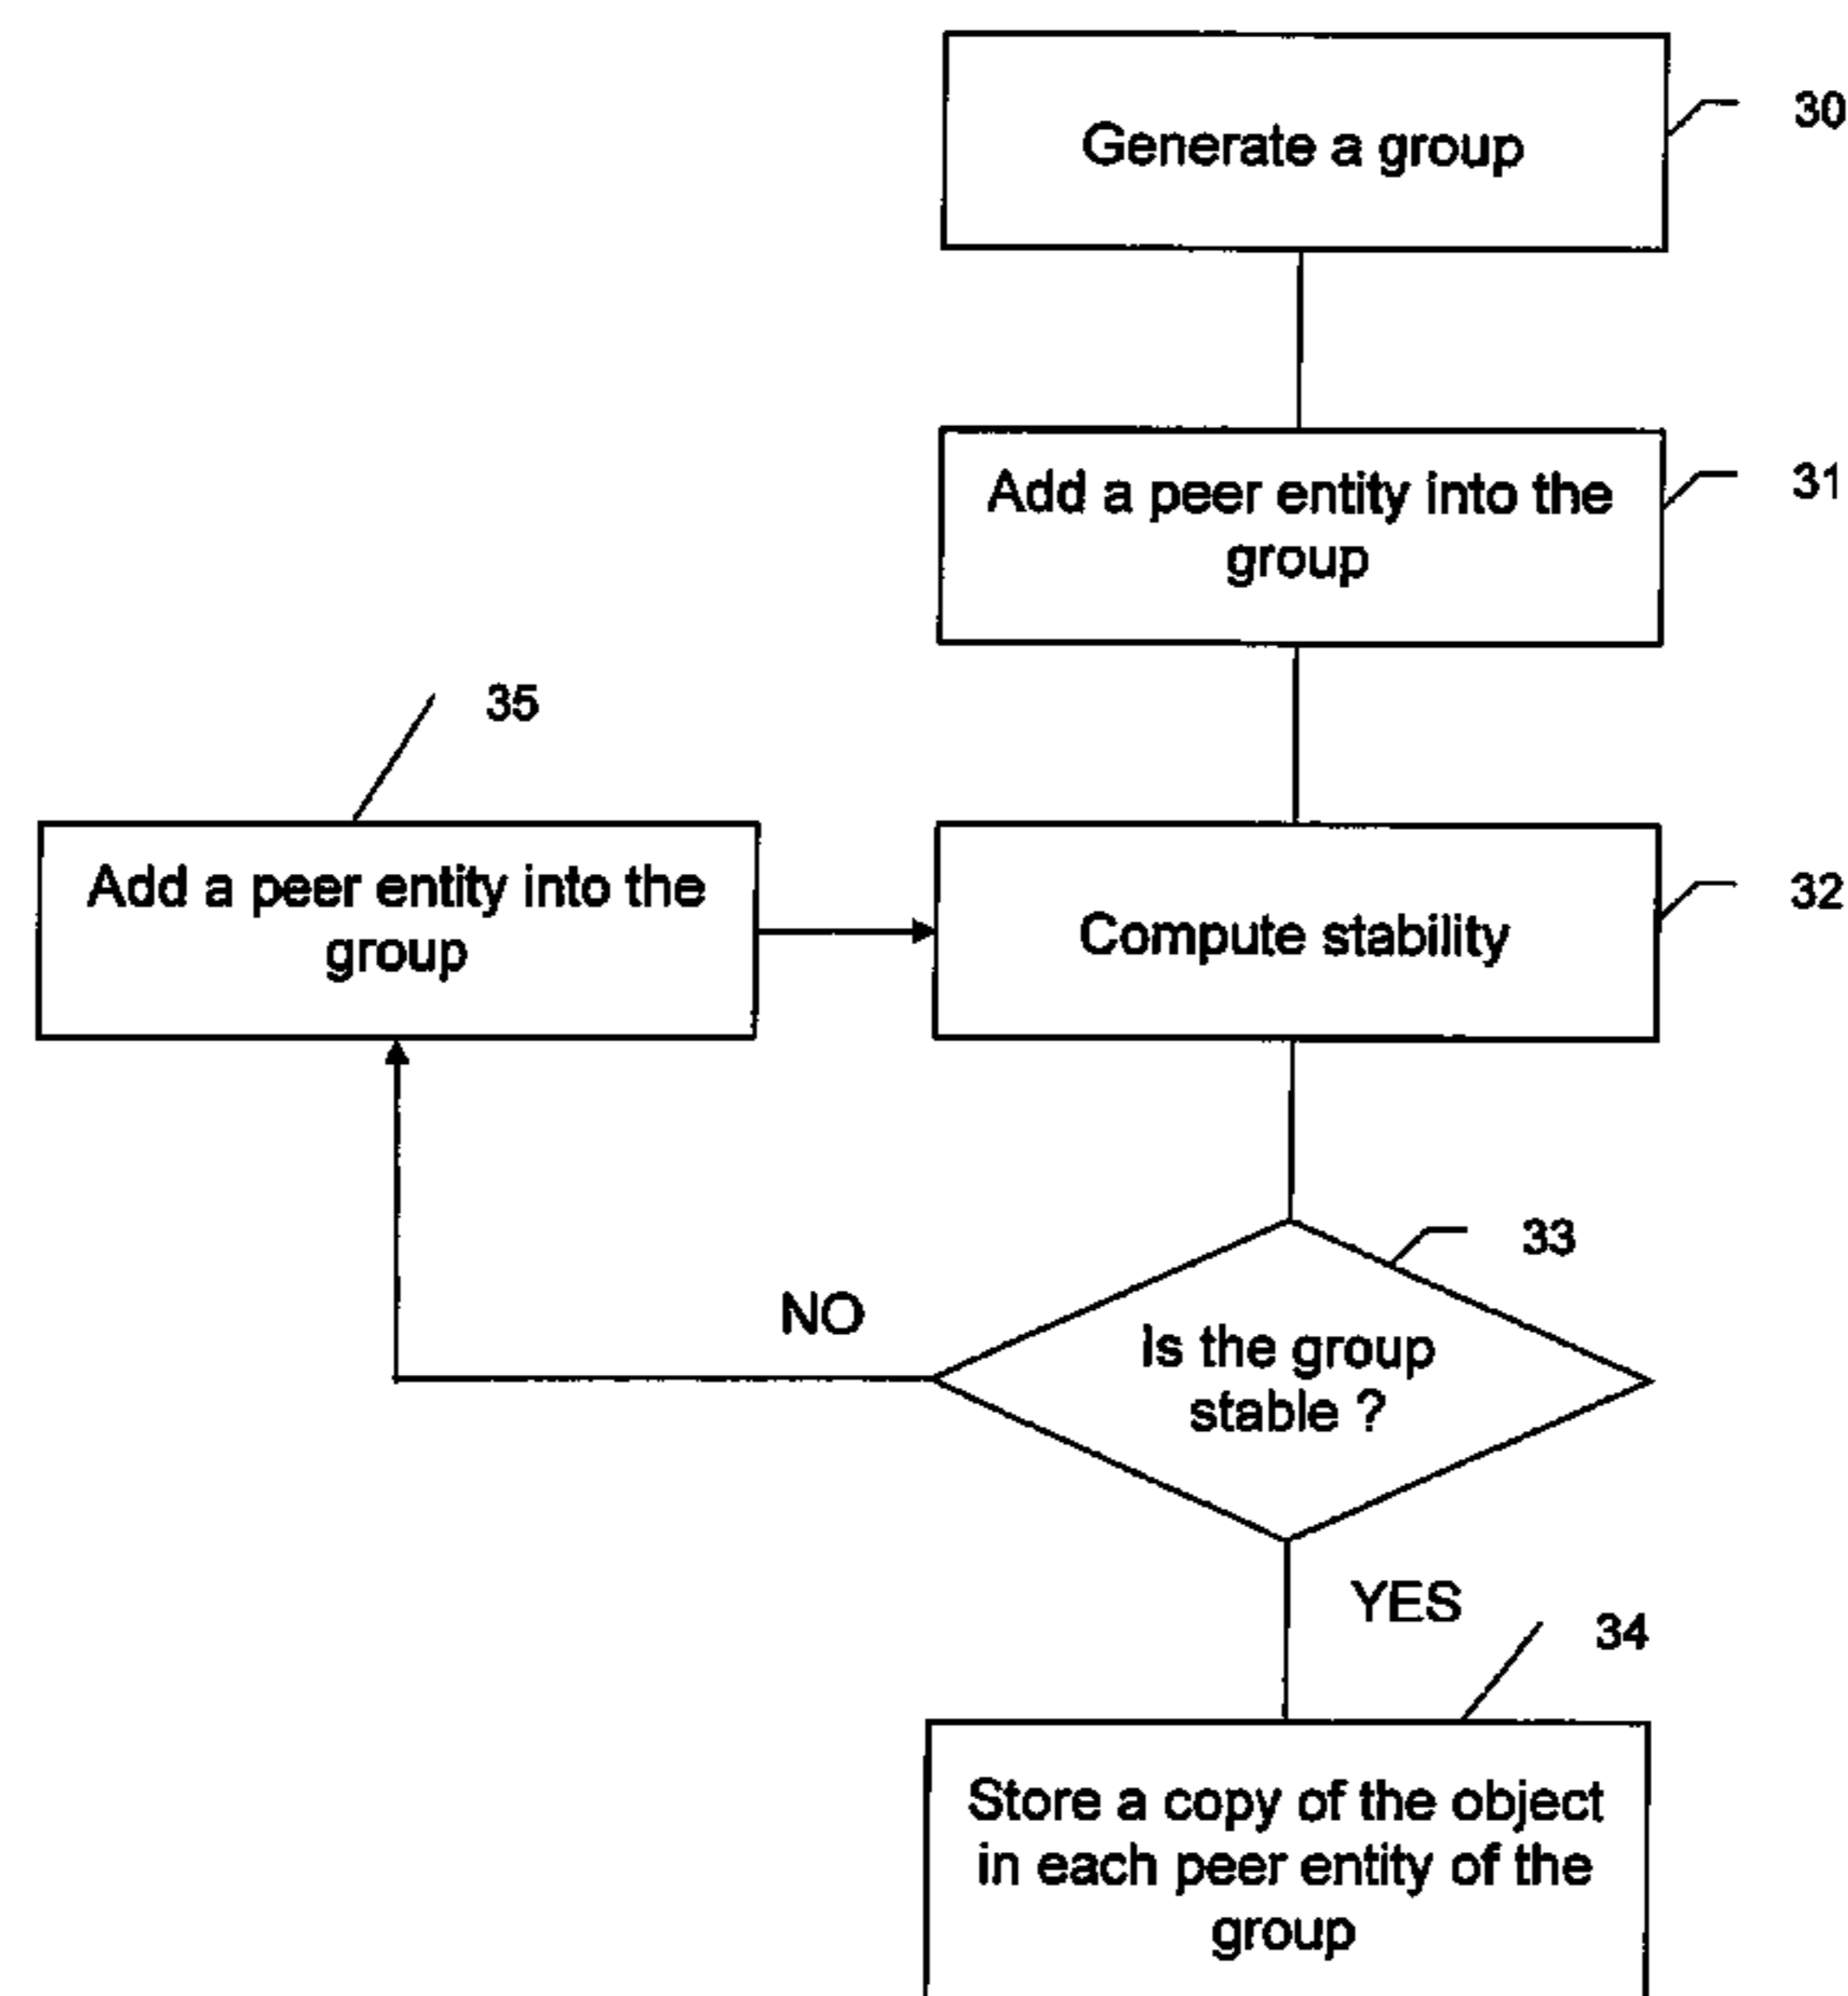 Generate a group
30
Add a peer entity into the
group
31
35
Add a peer entity into the
group
Compute stability
32
33
NO
Is the group
stable ?
YES
34
Store a copy of the object
in each peer entity of the
group